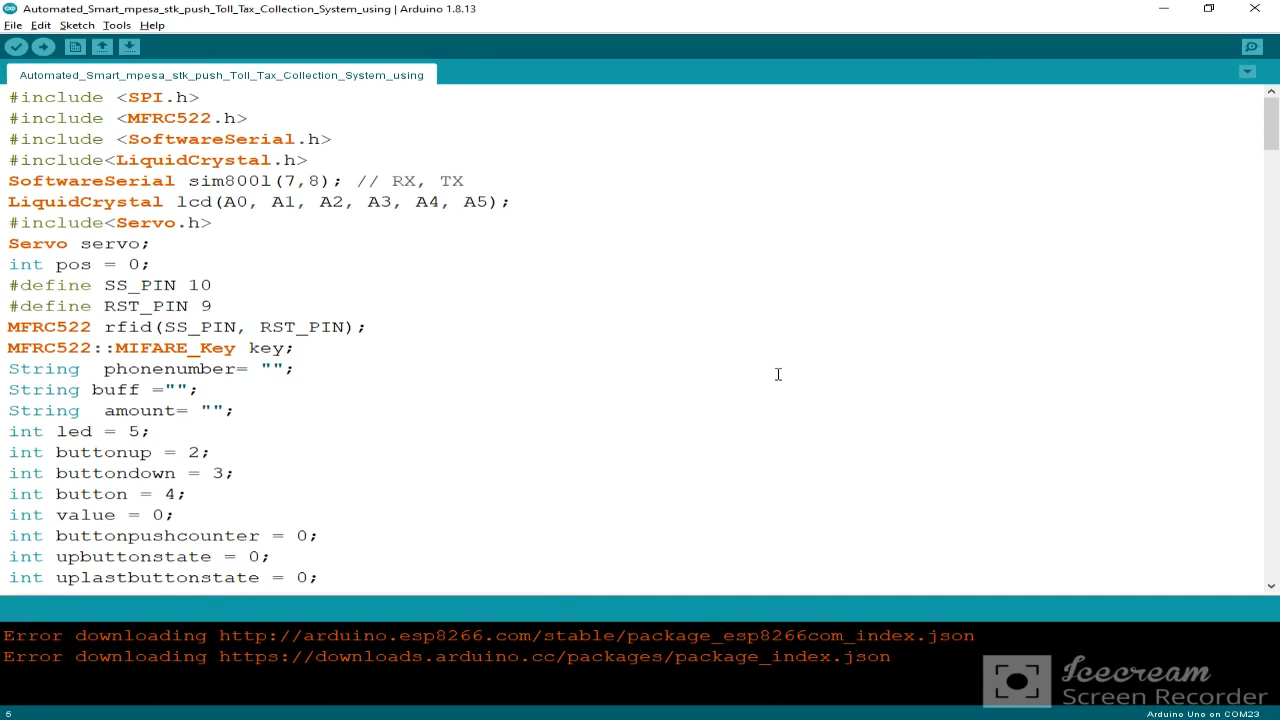 Automated_Smart_mpesa_stk_push_Toll_Tax_Collection_System_using | Arduino 1.8.13
File Edit Sketch Tools Help
Automated_Smart_mpesa_stk_push_Toll_Tax_Collection_System_using
#include <SPI.h>
#include <MFRC522.h>
#include <SoftwareSerial.h>
#include<LiquidCrystal.h>
SoftwareSerial sim800l(7,8); // RX, TX
LiquidCrystal lcd(A0, A1, A2, A3, A4, A5);
#include<Servo.h>
Servo servo;
int pos = 0;
#define SS_PIN 10
#define RST_PIN 9
MFRC522 rfid(SS_PIN, RST_PIN);
MFRC522::MIFARE_Key key;
String  phonenumber= "";
String buff ="";
String  amount= "";
int led = 5;
int buttonup = 2;
int buttondown = 3;
int button = 4;
int value = 0;
int buttonpushcounter = 0;
int upbuttonstate = 0;
int uplastbuttonstate = 0;
Error downloading http://arduino.esp8266.com/stable/package_esp8266com_index.json
Error downloading https://downloads.arduino.cc/packages/package_index.json
Icecream
Screen Recorder
5
Arduino Uno on COM23